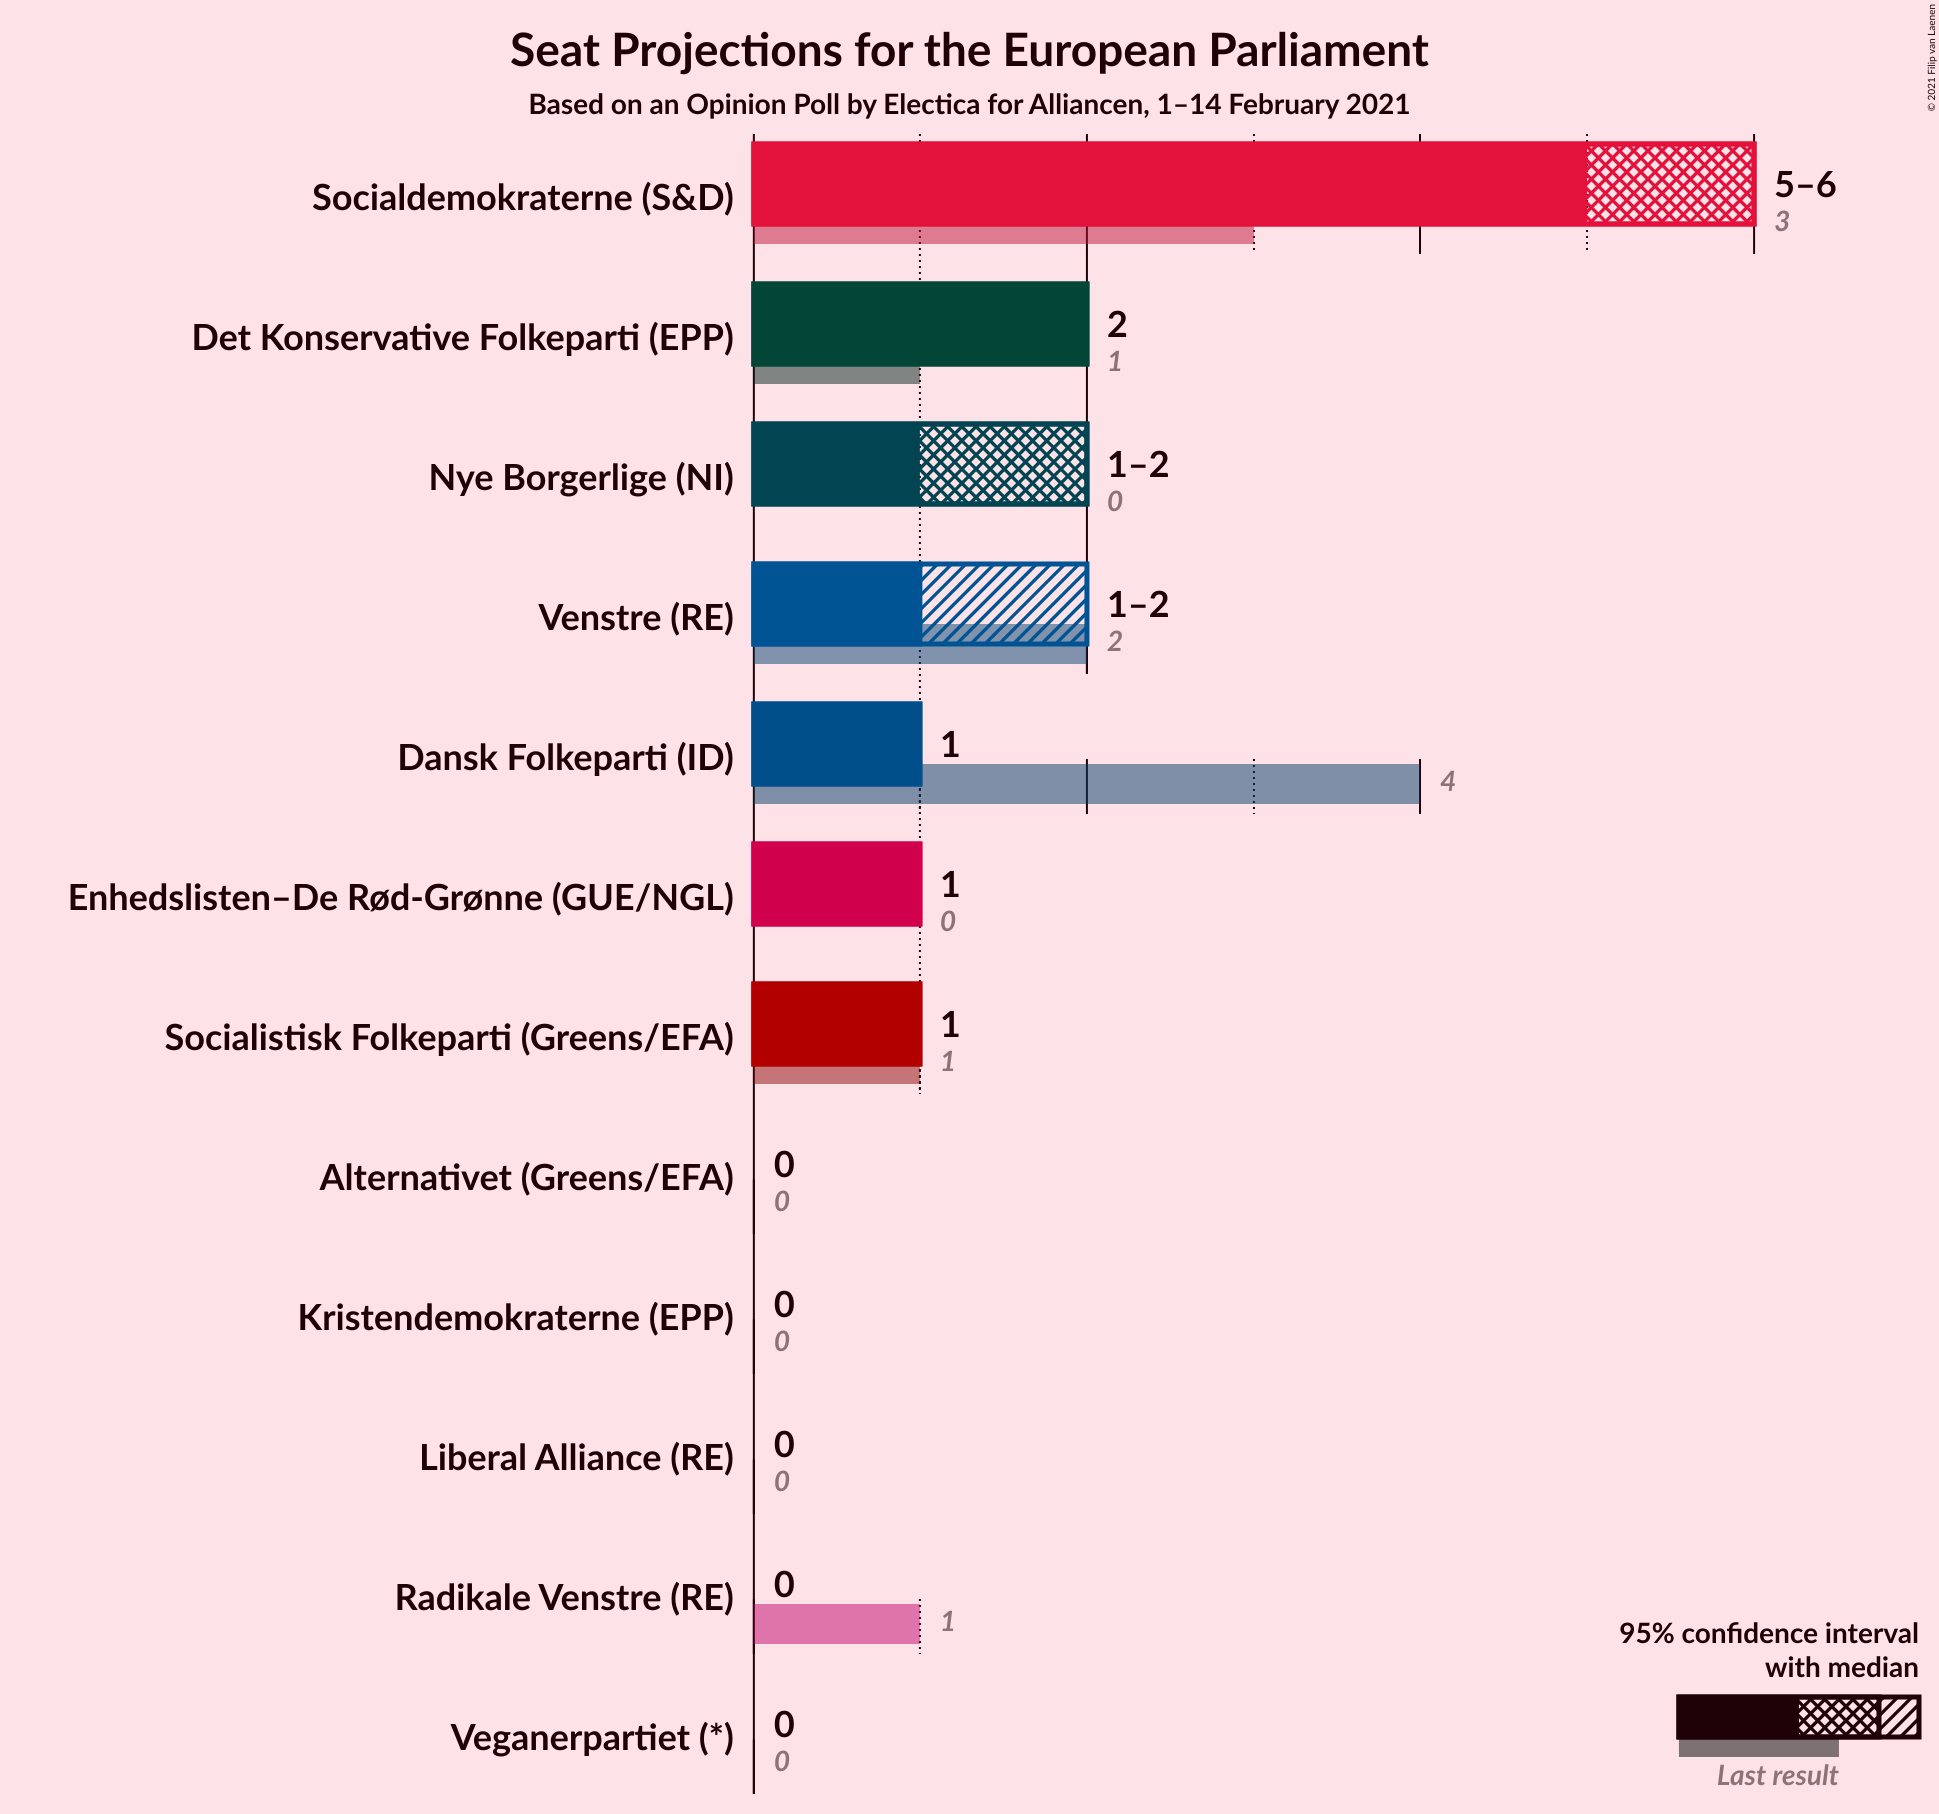 Seat Projections for the European Parliament
Based on an Opinion Poll by Electica for Alliancen, 1–14 February 2021
© 2021 Filip van Laenen
Socialdemokraterne (S&D)
5–6
3
Det Konservative Folkeparti (EPP)
2
1
Nye Borgerlige (NI)
1–2
0
Venstre (RE)
1–2
2
Dansk Folkeparti (ID)
1
4
Enhedslisten–De Rød-Grønne (GUE/NGL)
1
0
Socialistisk Folkeparti (Greens/EFA)
1
1
Alternativet (Greens/EFA)
0
0
Kristendemokraterne (EPP)
0
0
Liberal Alliance (RE)
0
0
Radikale Venstre (RE)
0
1
Veganerpartiet (*)
0
0
95% confidence interval
with median
Last result